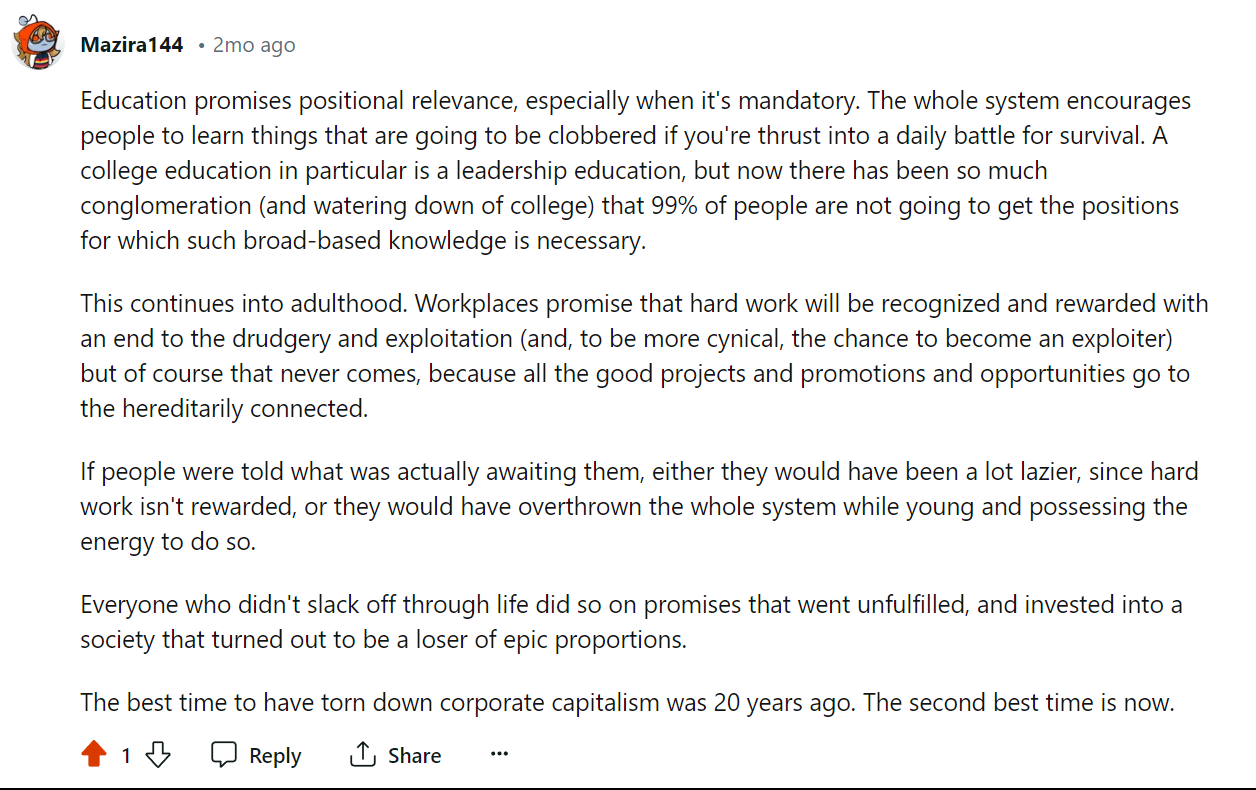 Mazira144 • 2mo ago
Education promises positional relevance, especially when it's mandatory. The whole system encourages
people to learn things that are going to be clobbered if you're thrust into a daily battle for survival. A
college education in particular is a leadership education, but now there has been so much
conglomeration (and watering down of college) that 99% of people are not going to get the positions
for which such broad-based knowledge is necessary.
This continues into adulthood. Workplaces promise that hard work will be recognized and rewarded with
an end to the drudgery and exploitation (and, to be more cynical, the chance to become an exploiter)
but of course that never comes, because all the good projects and promotions and opportunities go to
the hereditarily connected.
If people were told what was actually awaiting them, either they would have been a lot lazier, since hard
work isn't rewarded, or they would have overthrown the whole system while young and possessing the
energy to do so.
Everyone who didn't slack off through life did so on promises that went unfulfilled, and invested into a
society that turned out to be a loser of epic proportions.
The best time to have torn down corporate capitalism was 20 years ago. The second best time is now.
1 Reply Share ...